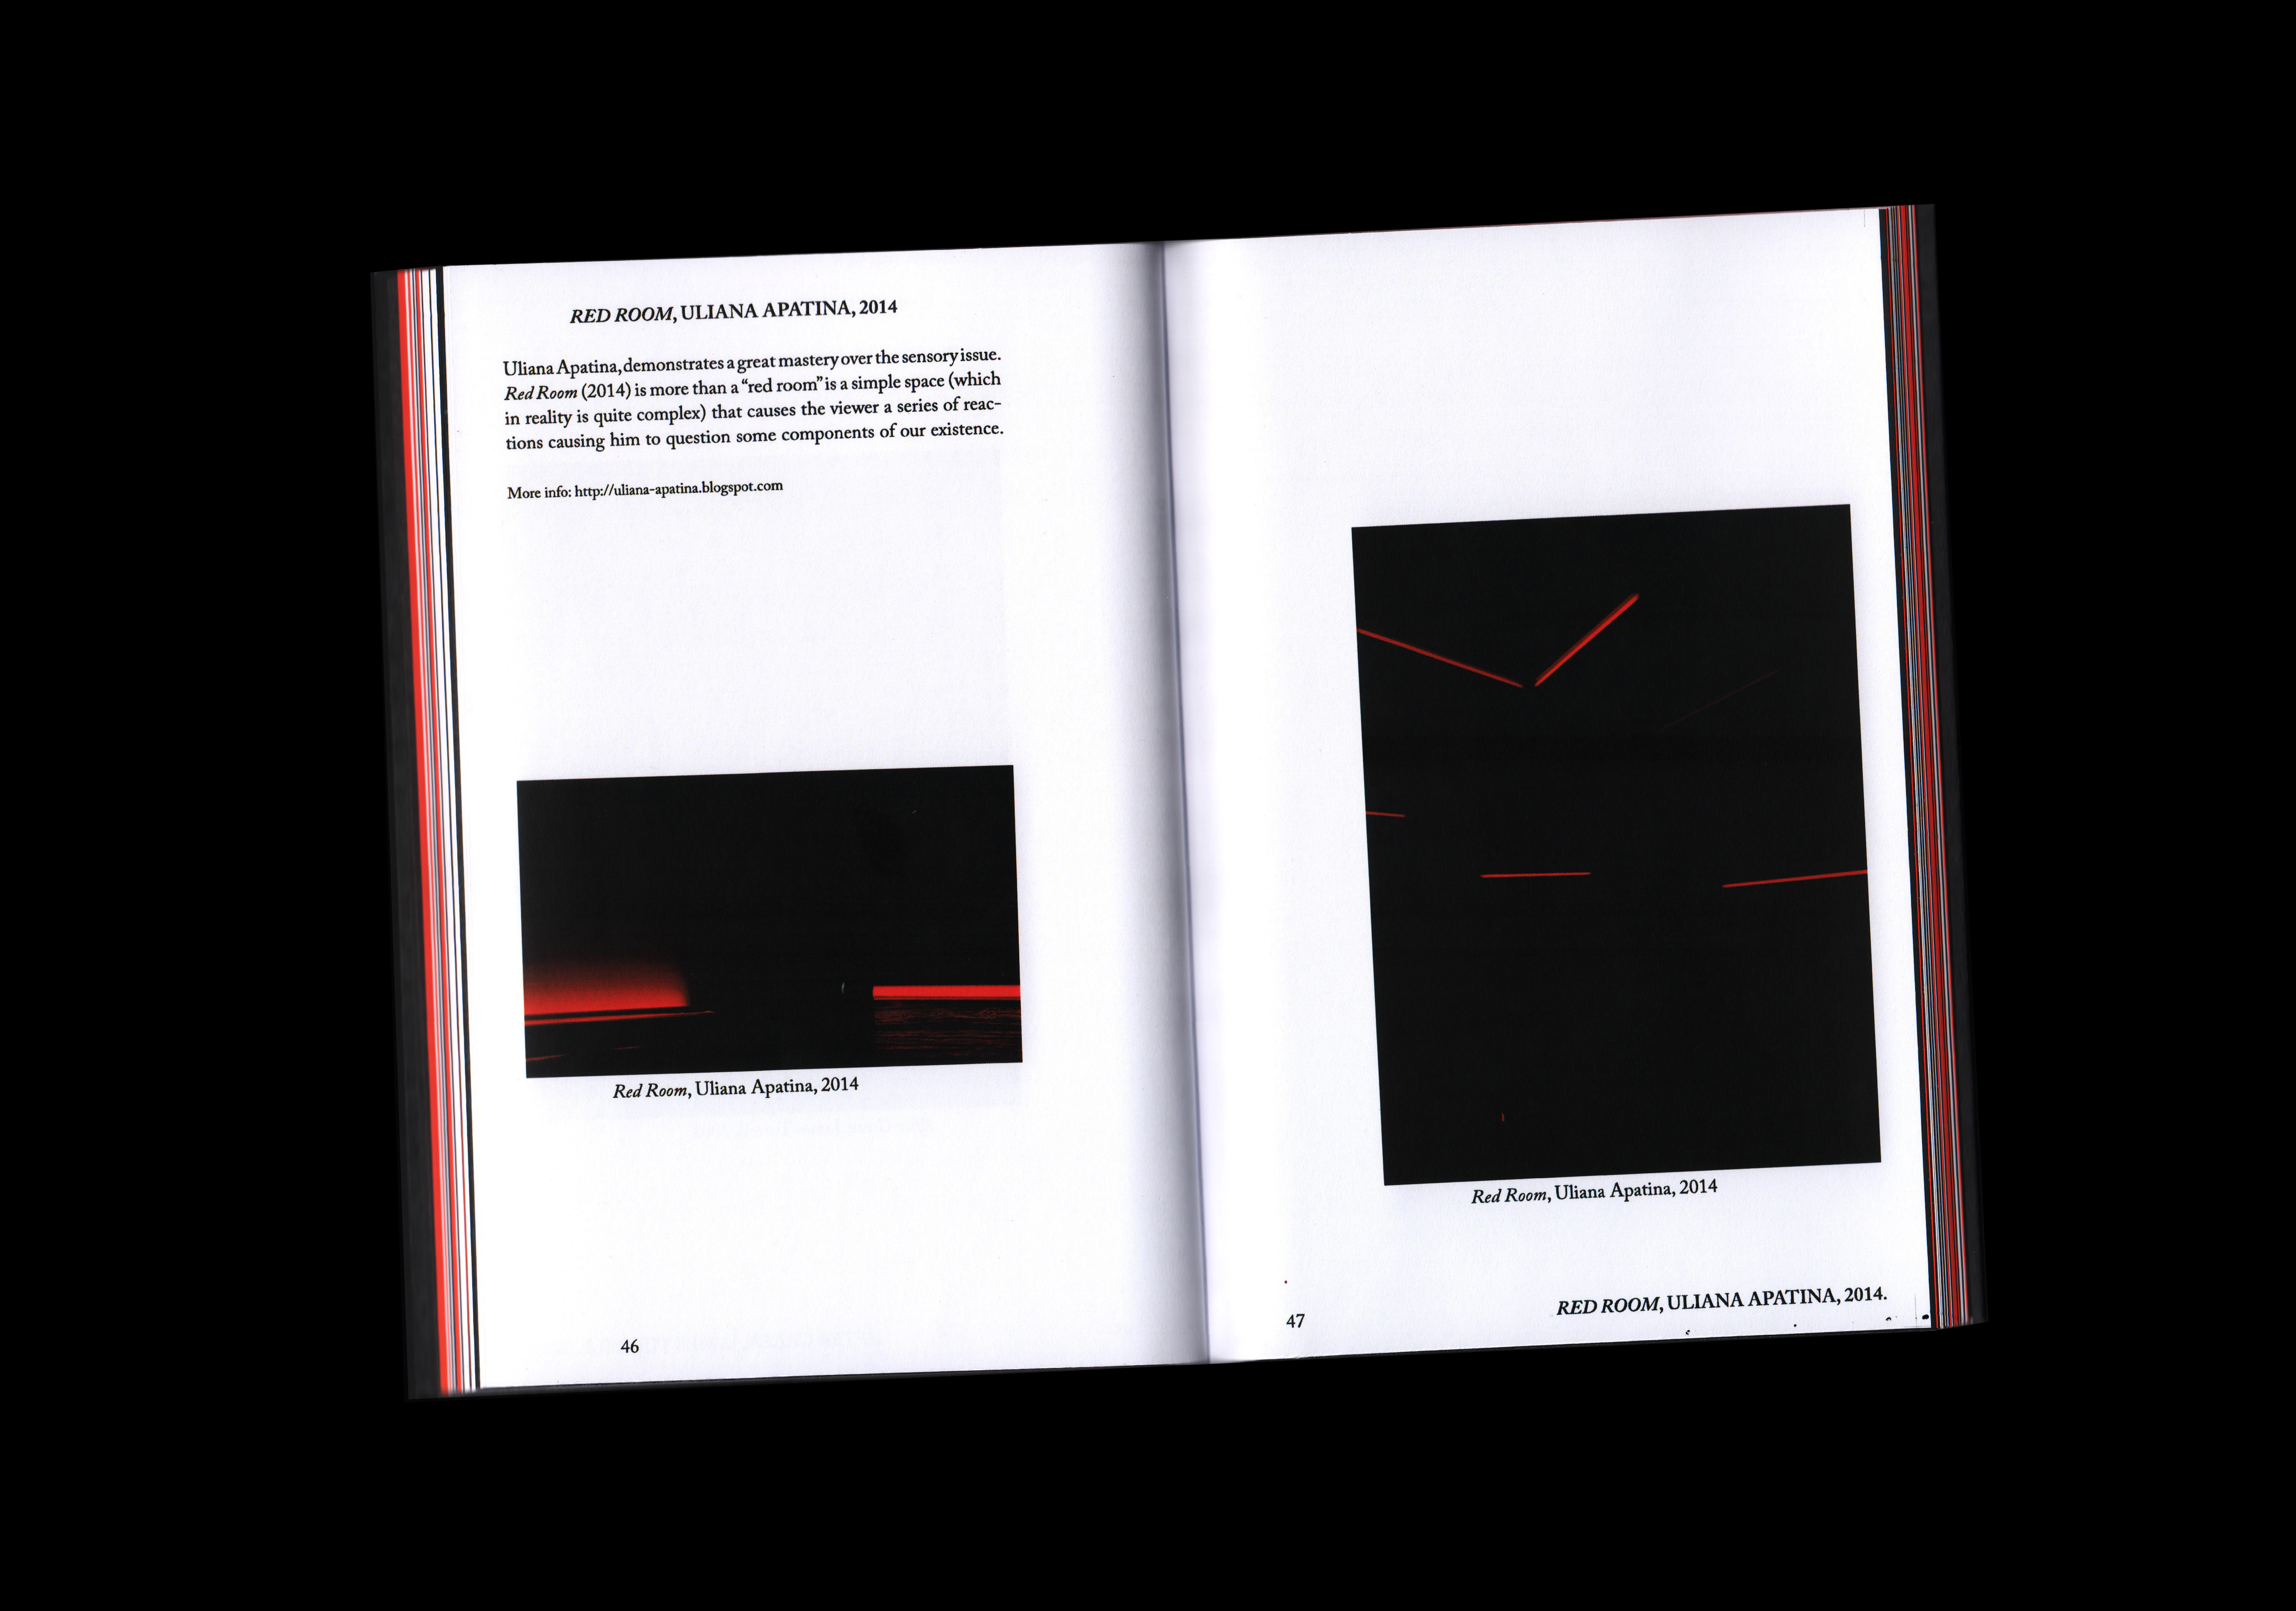 RED ROOM, ULIANA APATINA, 2014
Uliana Apatina, demonstrates a great mastery over the sensory issue.
Red Room (2014) is more than a “red room” is a simple space (which
in reality is quite complex) that causes the viewer a series of reac-
tions causing him to question some components of our existence.
More info: http://uliana-apatina.blogspot.com
Red Room, Uliana Apatina, 2014
46
Red Room, Uliana Apatina, 2014
47
RED ROOM, ULIANA APATINA, 2014.